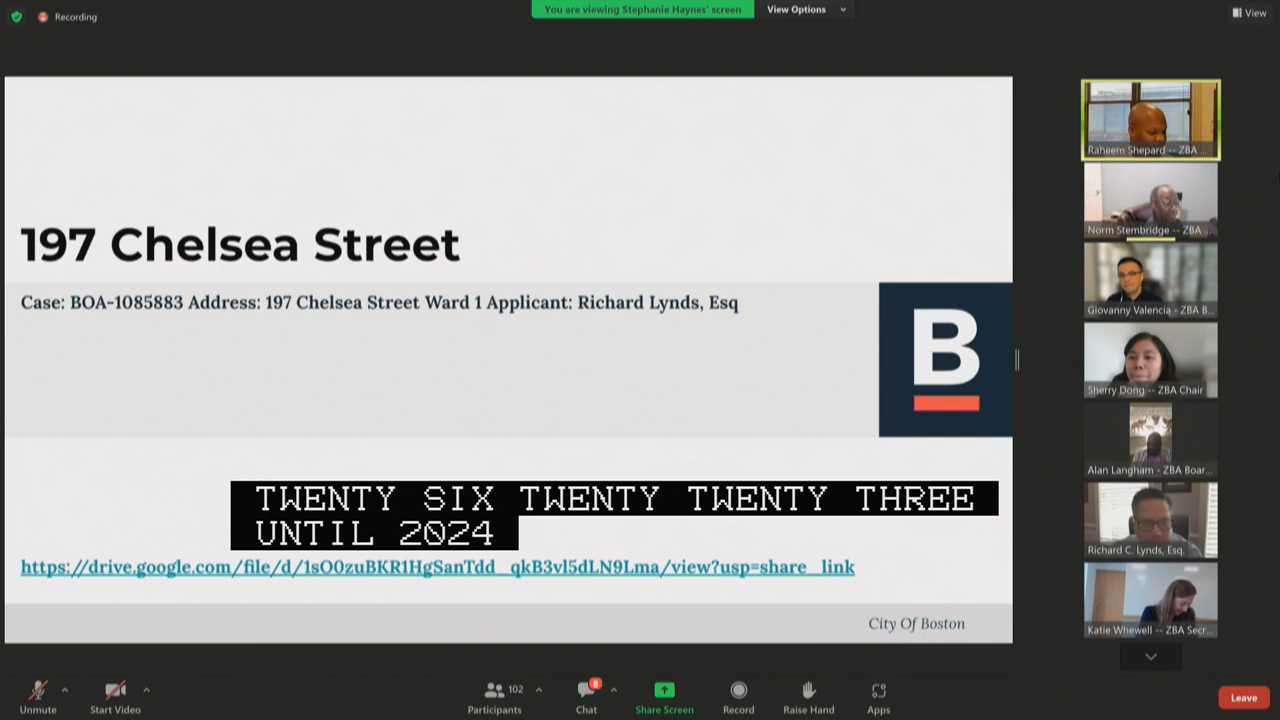 Recording
You are viewing Stephanie Haynes' screen
View Options
View
197 Chelsea Street
Case: BOA-1085883 Address: 197 Chelsea Street Ward 1 Applicant: Richard Lynds, Esq
B
TWENTY SIX TWENTY TWENTY THREE
UNTIL 2024
https://drive.google.com/file/d/1sO0zuBKR1HgSanTdd_qkB3vl5dLN9Lma/view?usp=share_link
City Of Boston
Raheem Shepard -- ZBA ...
Norm Stembridge -- ZBA ...
Giovanny Valencia - ZBA B...
Sherry Dong -- ZBA Chair
Alan Langham - ZBA Boar...
Richard C. Lynds, Esq.
Katie Whewell -- ZBA Secr...
Unmute
Start Video
102
Participants
8
Chat
Share Screen
Record
Raise Hand
Apps
Leave